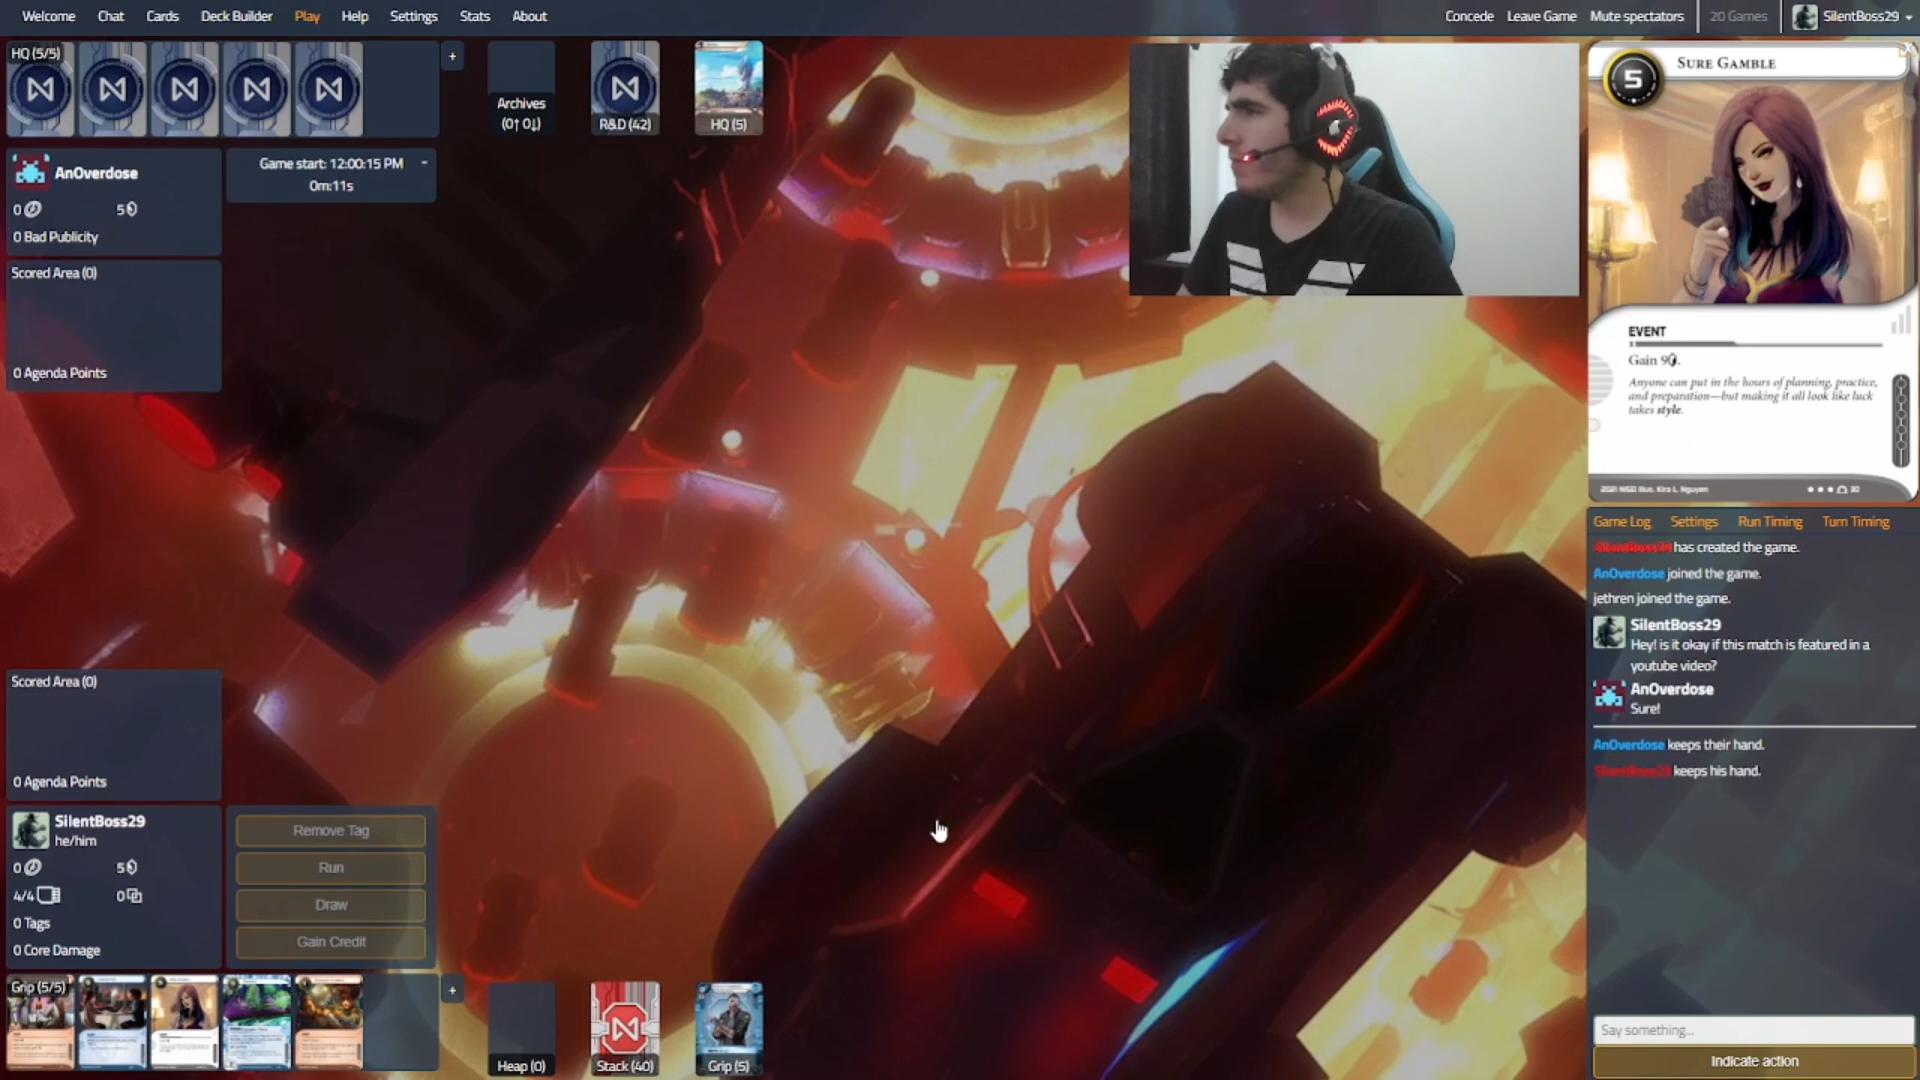 Welcome Chat Cards Deck Builder Play Help Settings Stats About
Concede Leave Game Mute spectators 20 Games SilentBoss29
HQ (5/5)
Archives
(0↑ 0↓)
R&D (42)
HQ (5)
AnOverdose
0
5
0 Bad Publicity
Game start: 12:00:15 PM -
0m:11s
Scored Area (0)
0 Agenda Points
5
SURE GAMBLE
EVENT
Gain 9.
Anyone can put in the hours of planning, practice,
and preparation—but making it all look like luck
takes style.
2021 NISEI Illus. Kira L. Nguyen
30
Game Log Settings Run Timing Turn Timing
SilentBoss29 has created the game.
AnOverdose joined the game.
jethren joined the game.
SilentBoss29
Hey! is it okay if this match is featured in a
youtube video?
AnOverdose
Sure!
AnOverdose keeps their hand.
SilentBoss29 keeps his hand.
Scored Area (0)
0 Agenda Points
SilentBoss29
he/him
0
5
4/4
0
0 Tags
0 Core Damage
Remove Tag
Run
Draw
Gain Credit
Grip (5/5)
Heap (0)
Stack (40)
Grip (5)
Say something...
Indicate action